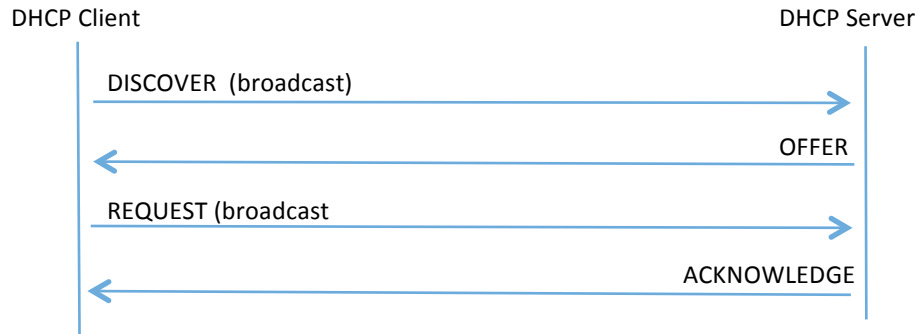 DHCP Client
DHCP Server
DISCOVER  (broadcast)
OFFER
REQUEST (broadcast
ACKNOWLEDGE